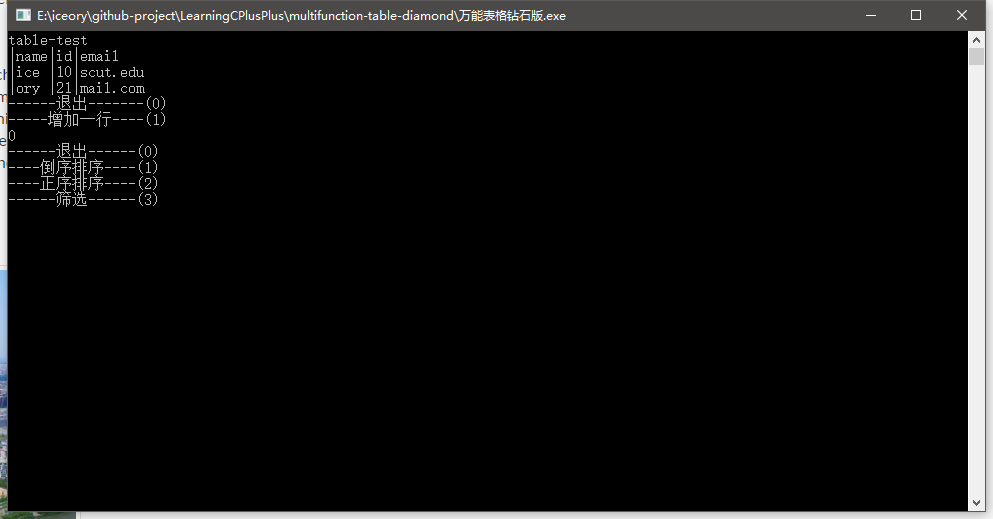 E:\iceory\github-project\LearningCPlusPlus\multifunction-table-diamond\万能表格钻石版.exe
table-test
|name|id|email
|ice |10|scut.edu
|ory |21|mail.com
------退出-------(0)
-----增加一行----(1)
0
------退出------(0)
----倒序排序----(1)
----正序排序----(2)
------筛选------(3)